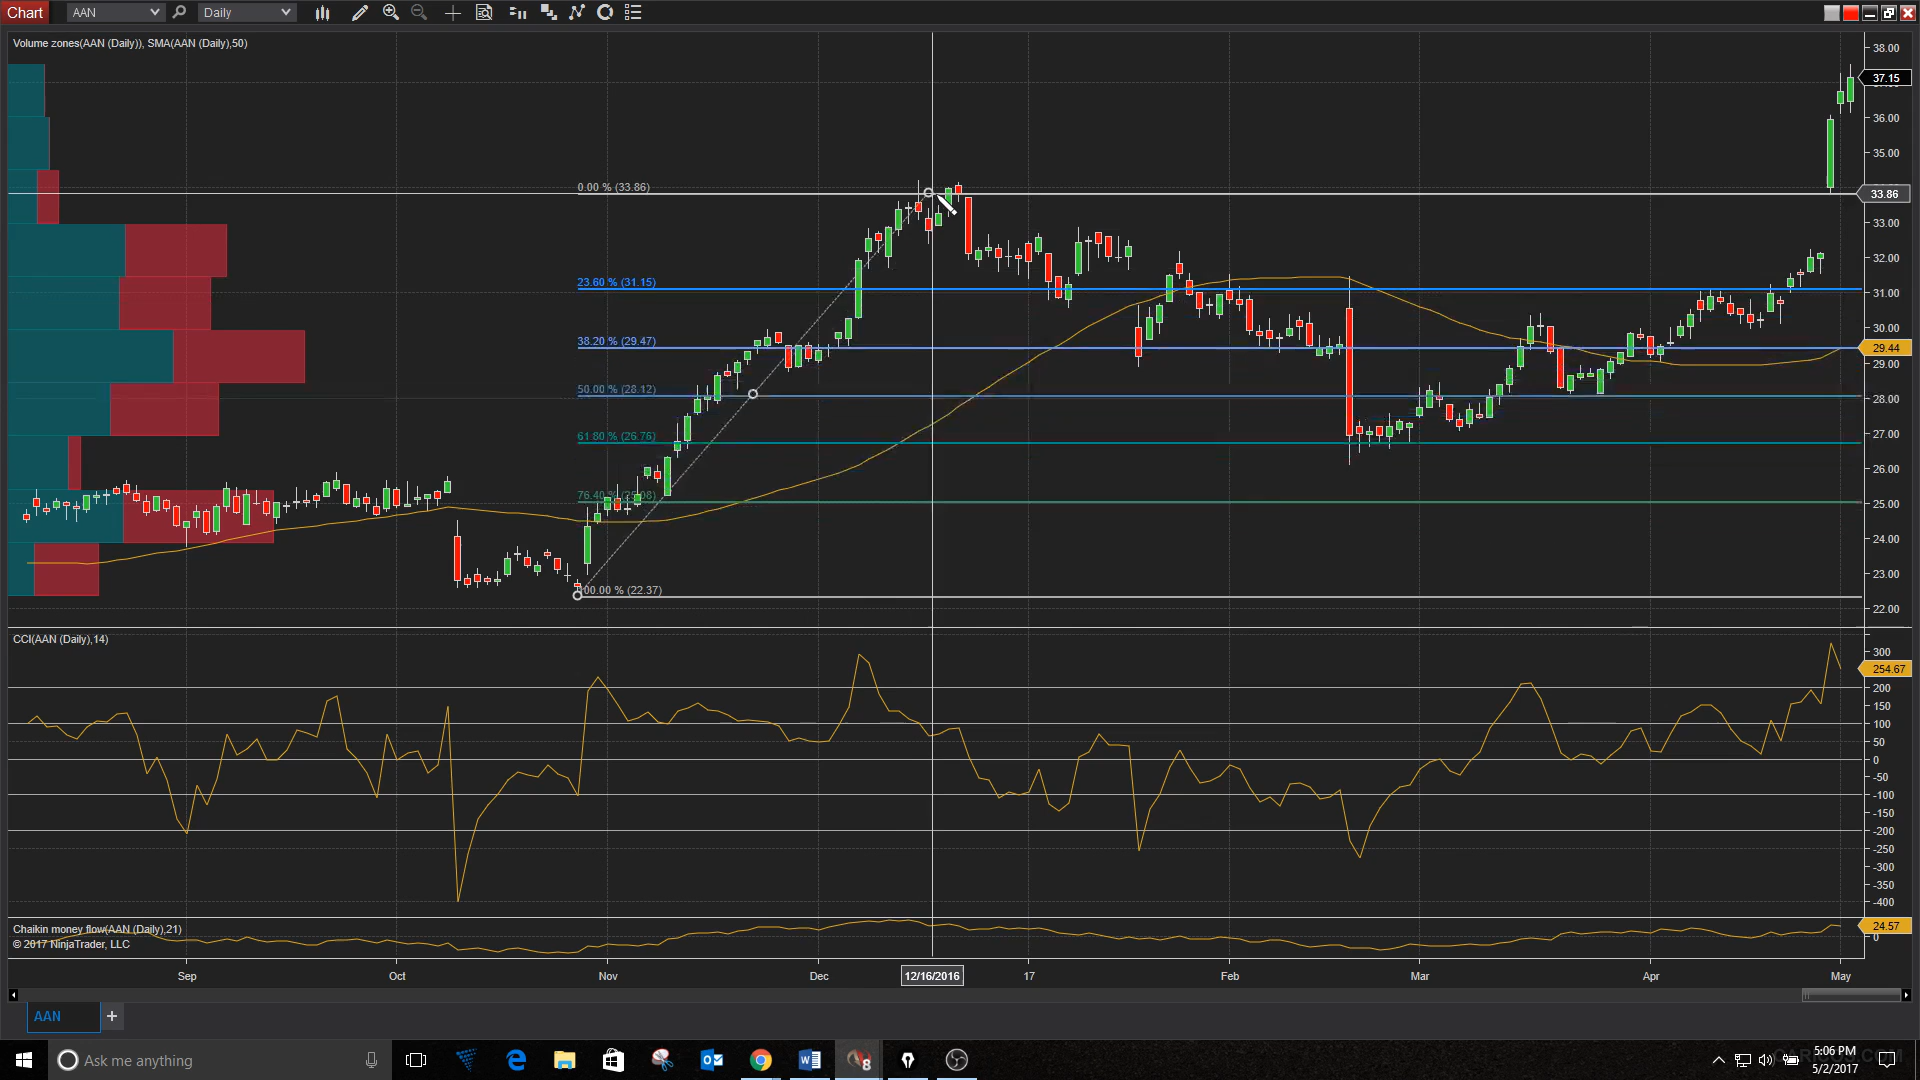 Chart AAN Daily
Volume zones(AAN (Daily)), SMA(AAN (Daily),50)
38.00
37.15
36.00
35.00
0.00 % (33.86)
33.86
33.00
32.00
23.60 % (31.15)
31.00
30.00
38.20 % (29.47)
29.44
29.00
50.00 % (28.12)
28.00
61.80 % (26.76)
27.00
26.00
76.40 % (25.08)
25.00
24.00
23.00
100.00 % (22.37)
22.00
CCI(AAN (Daily),14)
300
254.67
200
150
100
50
0
-50
-100
-150
-200
-250
-300
-350
-400
Chaikin money flow(AAN (Daily),21)
24.57
© 2017 NinjaTrader, LLC
0
Sep Oct Nov Dec 12/16/2016 17 Feb Mar Apr May
AAN +
Ask me anything
5:06 PM
5/2/2017